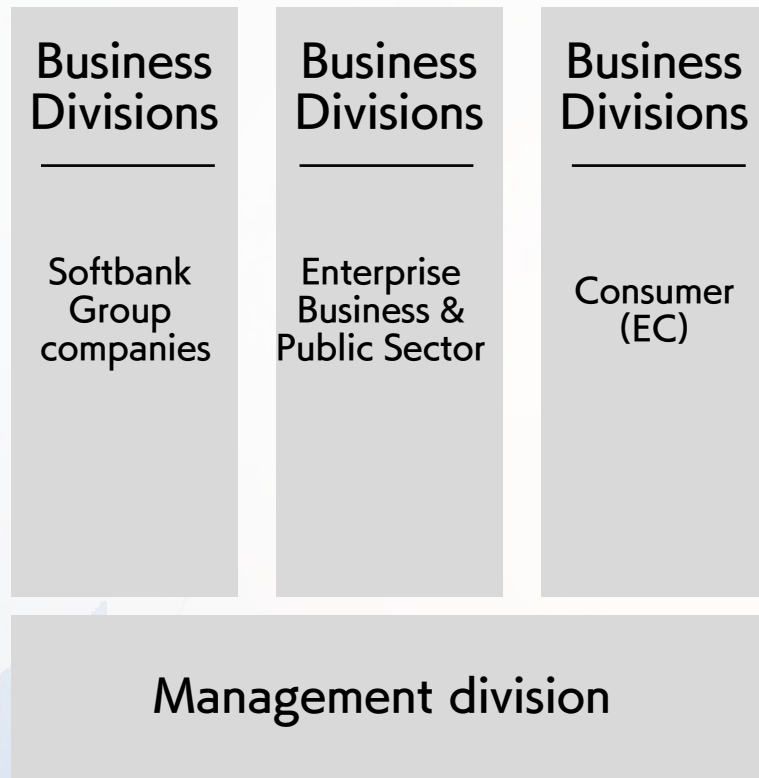 Business
Divisions
Softbank
Group
companies
Business
Divisions
Enterprise
Business &
Public Sector
Business
Divisions
Consumer
(EC)
Management division